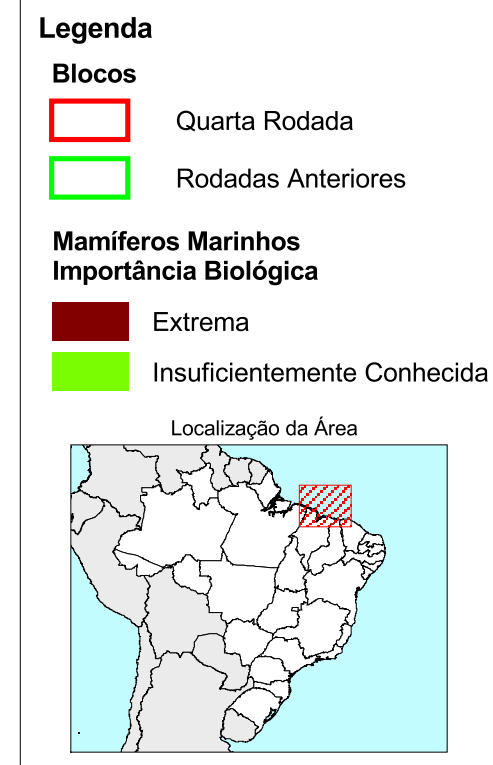 Legenda
Blocos
Quarta Rodada
Rodadas Anteriores
Mamíferos Marinhos
Importância Biológica
Extrema
Insuficientemente Conhecida
Localização da Área